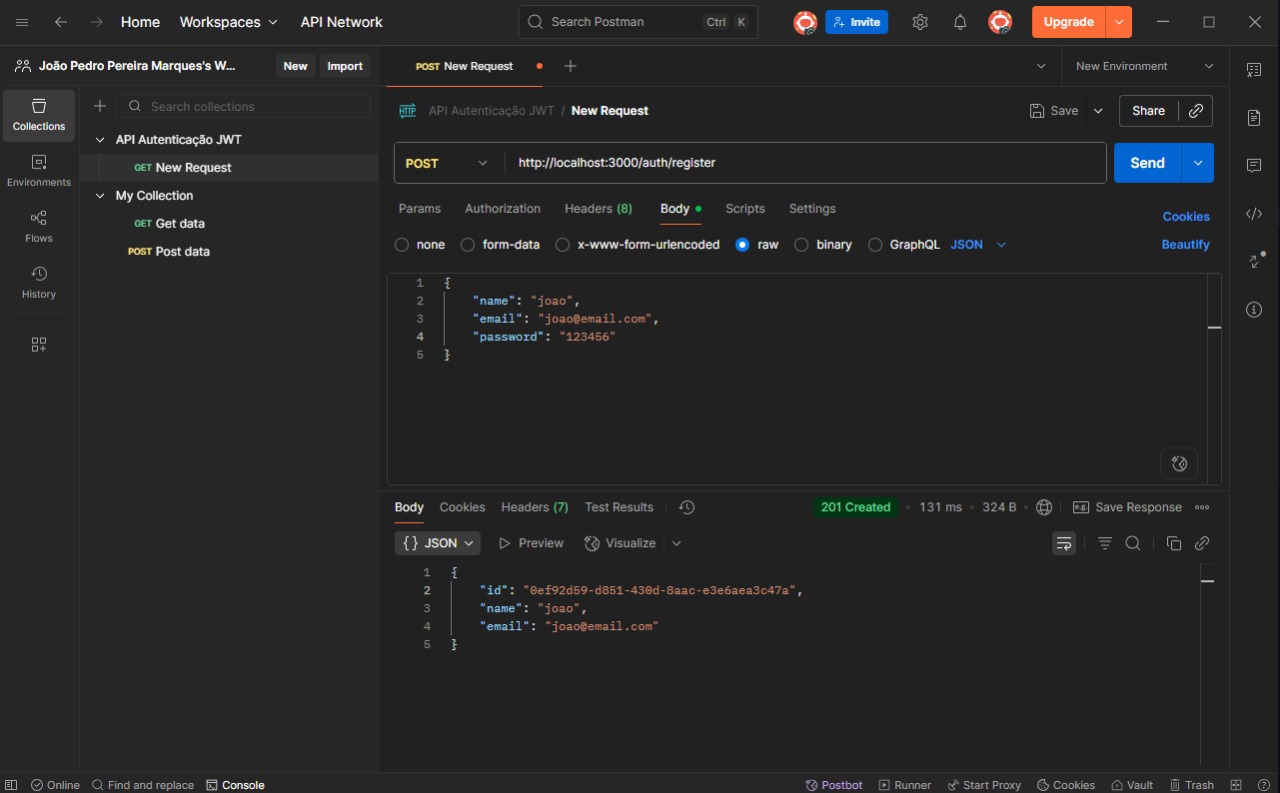 Home Workspaces API Network Search Postman Ctrl K Invite Upgrade
João Pedro Pereira Marques's W... New Import
POST New Request New Environment
Collections
Environments
Flows
History
Search collections
API Autenticação JWT
GET New Request
My Collection
GET Get data
POST Post data
HTTP API Autenticação JWT / New Request Save Share
POST http://localhost:3000/auth/register Send
Params Authorization Headers (8) Body Scripts Settings Cookies
none form-data x-www-form-urlencoded raw binary GraphQL JSON Beautify
1 {
2 "name": "joao",
3 "email": "joao@email.com",
4 "password": "123456"
5 }
Body Cookies Headers (7) Test Results 201 Created 131 ms 324 B e.g. Save Response
{} JSON Preview Visualize
1 {
2 "id": "0ef92d59-d851-430d-8aac-e3e6aea3c47a",
3 "name": "joao",
4 "email": "joao@email.com"
5 }
Online Find and replace Console Postbot Runner Start Proxy Cookies Vault Trash